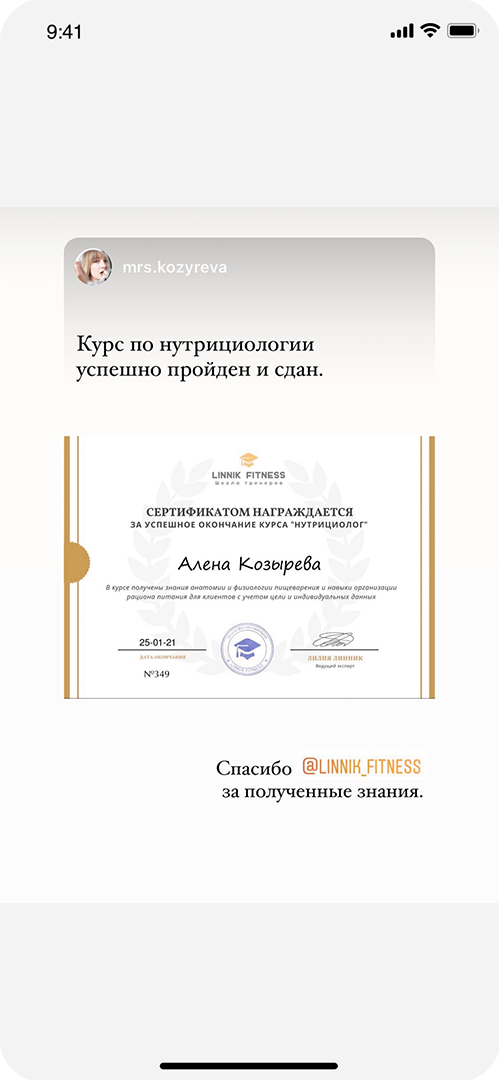 9:41
mrs.kozyreva
Курс по нутрициологии
успешно пройден и сдан.
LINNIK FITNESS
Школа тренеров
СЕРТИФИКАТОМ НАГРАЖДАЕТСЯ
ЗА УСПЕШНОЕ ОКОНЧАНИЕ КУРСА "НУТРИЦИОЛОГ"
Алена Козырева
В курсе получены знания анатомии и физиологии пищеварения и навыки организации
рациона питания для клиентов с учетом цели и индивидуальных данных
25-01-21
ДАТА ОКОНЧАНИЯ
№349
ЛИЛИЯ ЛИННИК
Ведущий эксперт
Спасибо @LINNIK_FITNESS
за полученные знания.